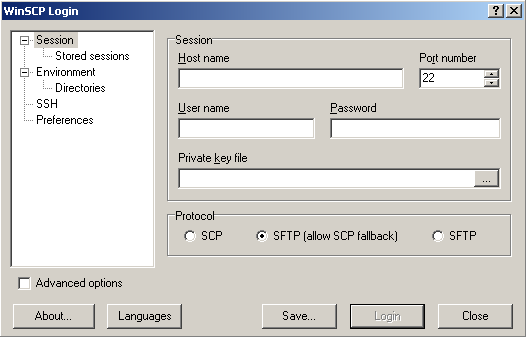 WinSCP Login
Session
Stored sessions
Environment
Directories
SSH
Preferences
Session
Host name
Port number
22
User name
Password
Private key file
...
Protocol
SCP
SFTP (allow SCP fallback)
SFTP
Advanced options
About...
Languages
Save...
Login
Close